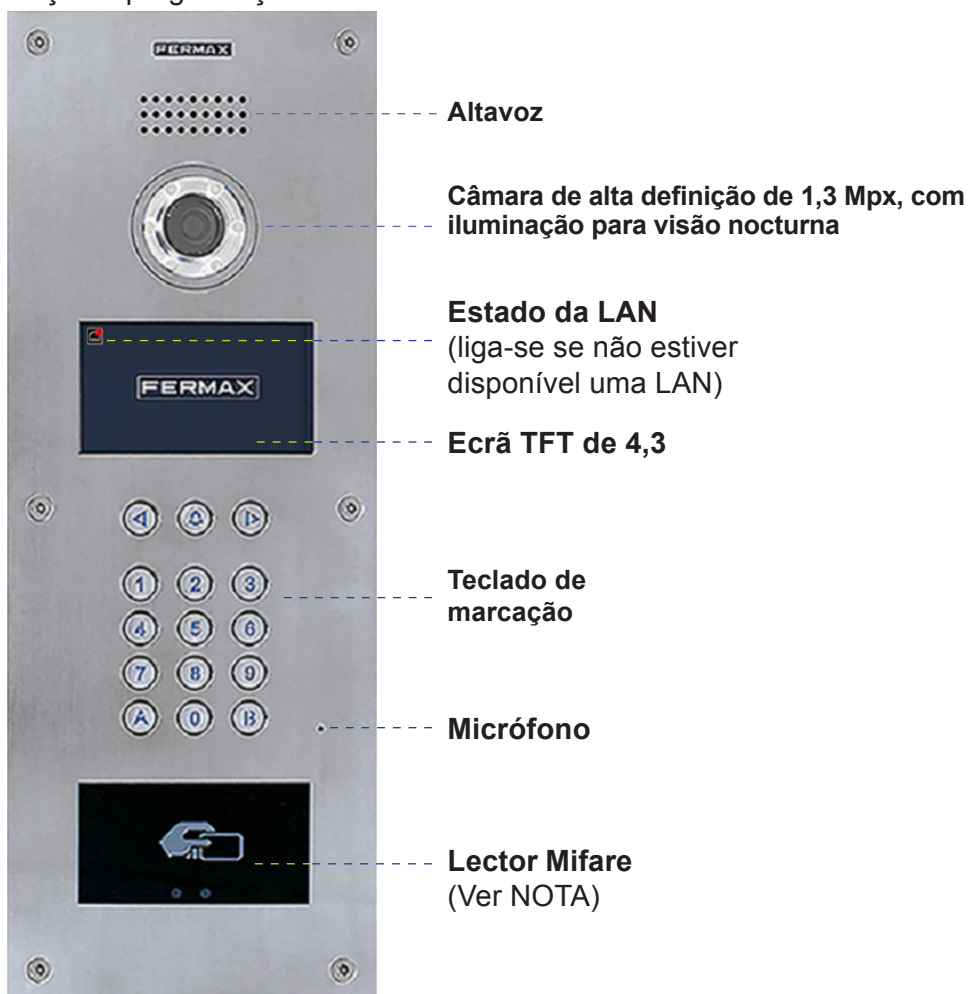 FERMAX
Altavoz
Câmara de alta definição de 1,3 Mpx, com
iluminação para visão nocturna
Estado da LAN
(liga-se se não estiver
disponível uma LAN)
FERMAX
Ecrã TFT de 4,3
1 2 3
4 5 6
7 8 9
A 0 B
Teclado de
marcação
Micrófono
Lector Mifare
(Ver NOTA)